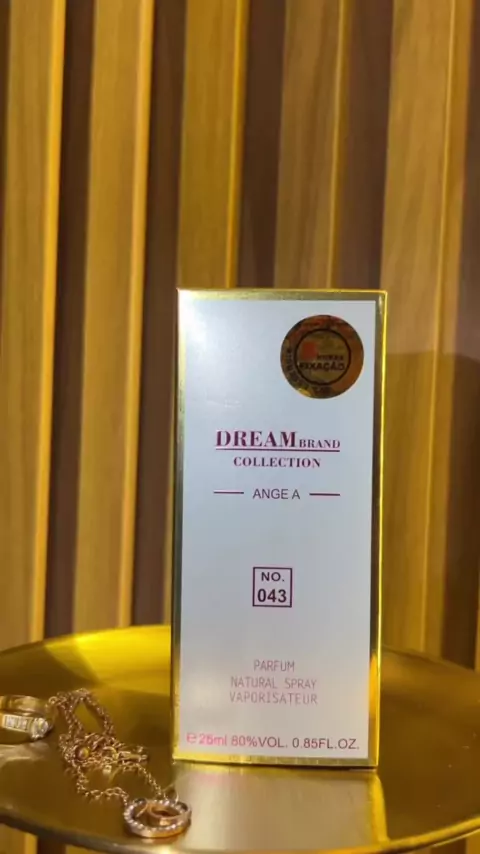 FIXAÇÃO
DREAM BRAND
COLLECTION
ANGE A
NO.
043
PARFUM
NATURAL SPRAY
VAPORISATEUR
℮ 25ml 80%VOL. 0.85FL.OZ.